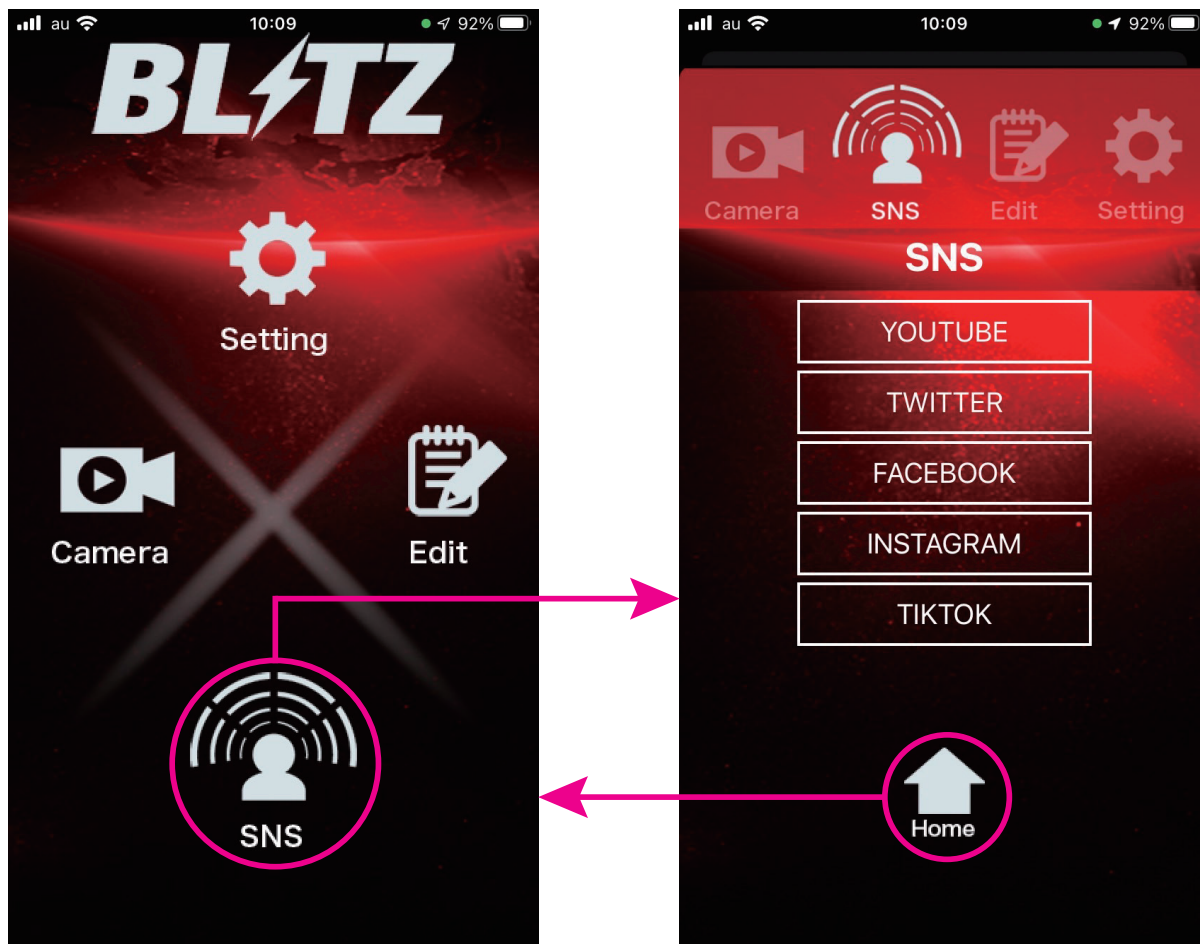 au 10:09 92%
BLITZ
Setting
Camera
Edit
SNS
au 10:09 92%
Camera SNS Edit Setting
SNS
YOUTUBE
TWITTER
FACEBOOK
INSTAGRAM
TIKTOK
Home